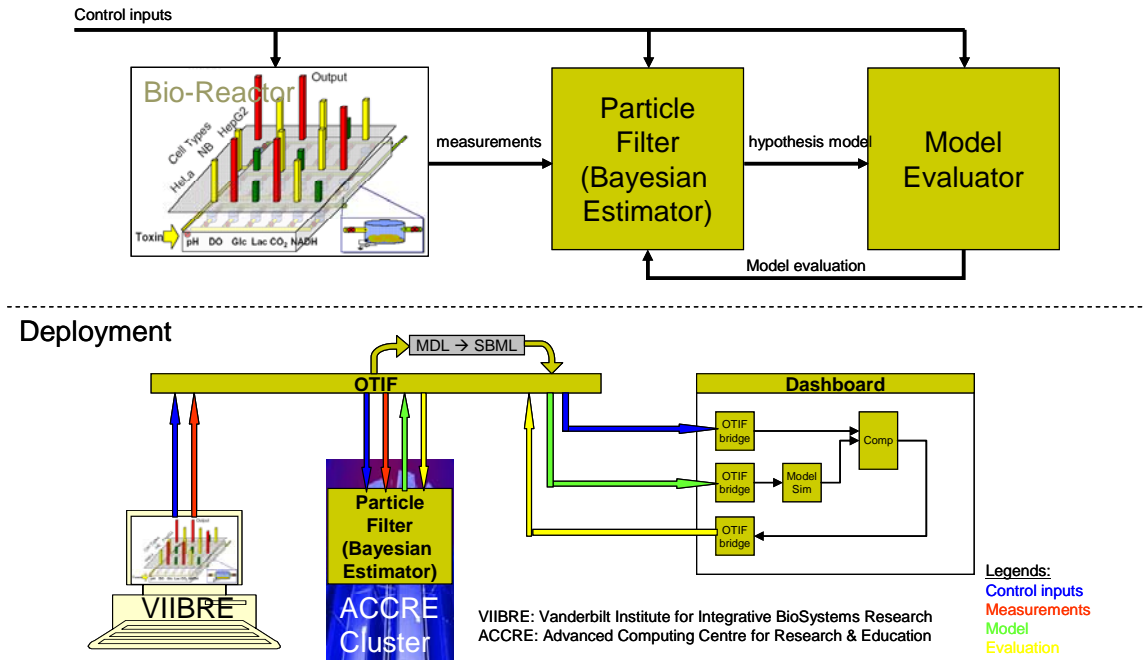 Control inputs
Bio-Reactor
Output
Cell Types
HeLa
NB
HepG2
Toxin
pH DO Glc Lac CO2 NADH
measurements
Particle
Filter
(Bayesian
Estimator)
hypothesis model
Model
Evaluator
Model evaluation
Deployment
MDL → SBML
OTIF
Dashboard
OTIF
bridge
Comp
OTIF
bridge
Model
Sim
OTIF
bridge
Particle
Filter
(Bayesian
Estimator)
ACCRE
Cluster
Output
VIIBRE
VIIBRE: Vanderbilt Institute for Integrative BioSystems Research
ACCRE: Advanced Computing Centre for Research & Education
Legends:
Control inputs
Measurements
Model
Evaluation